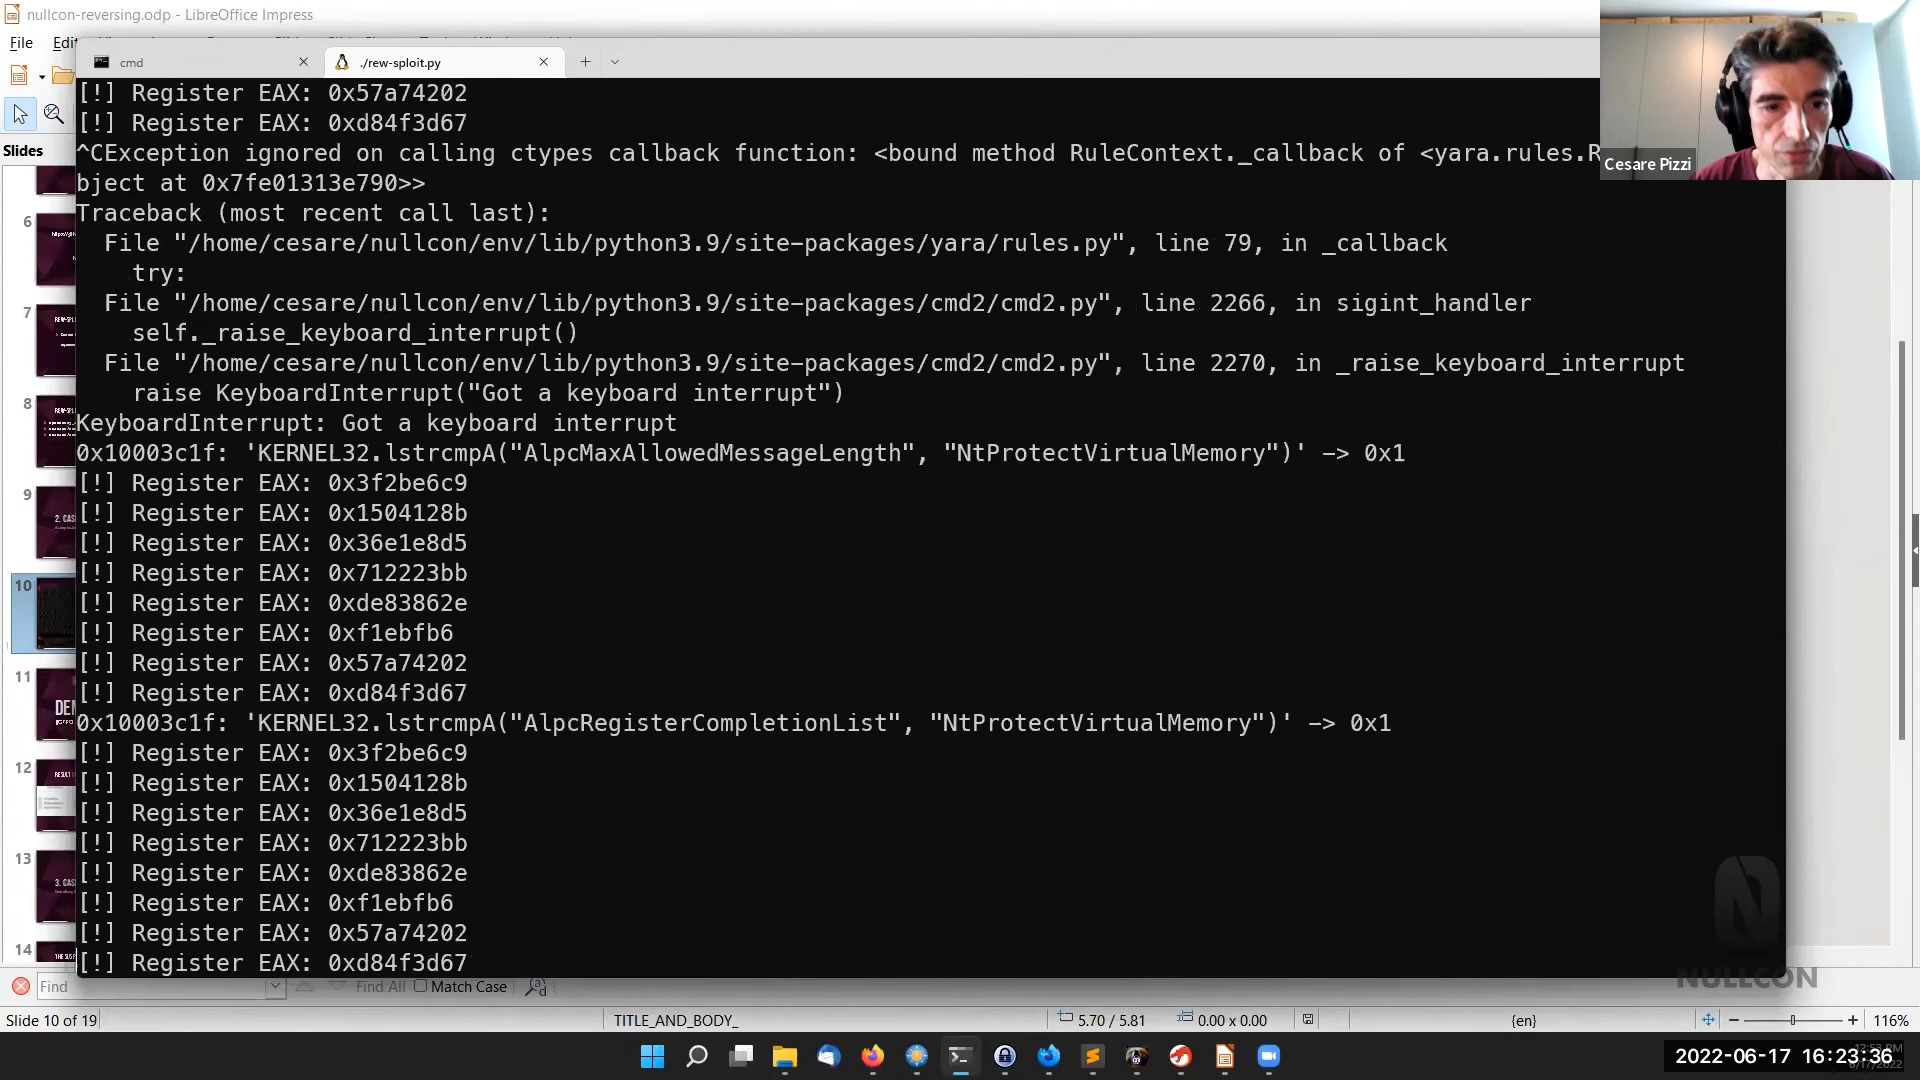 nullcon-reversing.odp - LibreOffice Impress
File Edit
cmd
./rew-sploit.py
Slides
[!] Register EAX: 0x57a74202
[!] Register EAX: 0xd84f3d67
^CException ignored on calling ctypes callback function: <bound method RuleContext._callback of <yara.rules.R
bject at 0x7fe01313e790>>
Traceback (most recent call last):
File "/home/cesare/nullcon/env/lib/python3.9/site-packages/yara/rules.py", line 79, in _callback
try:
File "/home/cesare/nullcon/env/lib/python3.9/site-packages/cmd2/cmd2.py", line 2266, in sigint_handler
self._raise_keyboard_interrupt()
File "/home/cesare/nullcon/env/lib/python3.9/site-packages/cmd2/cmd2.py", line 2270, in _raise_keyboard_interrupt
raise KeyboardInterrupt("Got a keyboard interrupt")
KeyboardInterrupt: Got a keyboard interrupt
0x10003c1f: 'KERNEL32.lstrcmpA("AlpcMaxAllowedMessageLength", "NtProtectVirtualMemory")' -> 0x1
[!] Register EAX: 0x3f2be6c9
[!] Register EAX: 0x1504128b
[!] Register EAX: 0x36e1e8d5
[!] Register EAX: 0x712223bb
[!] Register EAX: 0xde83862e
[!] Register EAX: 0xf1ebfb6
[!] Register EAX: 0x57a74202
[!] Register EAX: 0xd84f3d67
0x10003c1f: 'KERNEL32.lstrcmpA("AlpcRegisterCompletionList", "NtProtectVirtualMemory")' -> 0x1
[!] Register EAX: 0x3f2be6c9
[!] Register EAX: 0x1504128b
[!] Register EAX: 0x36e1e8d5
[!] Register EAX: 0x712223bb
[!] Register EAX: 0xde83862e
[!] Register EAX: 0xf1ebfb6
[!] Register EAX: 0x57a74202
[!] Register EAX: 0xd84f3d67
Cesare Pizzi
6
7
8
9
10
11
12
13
14
NULLCON
Find
Find All
Match Case
Slide 10 of 19
TITLE_AND_BODY_
5.70 / 5.81
0.00 x 0.00
{en}
116%
2022-06-17 16:23:36